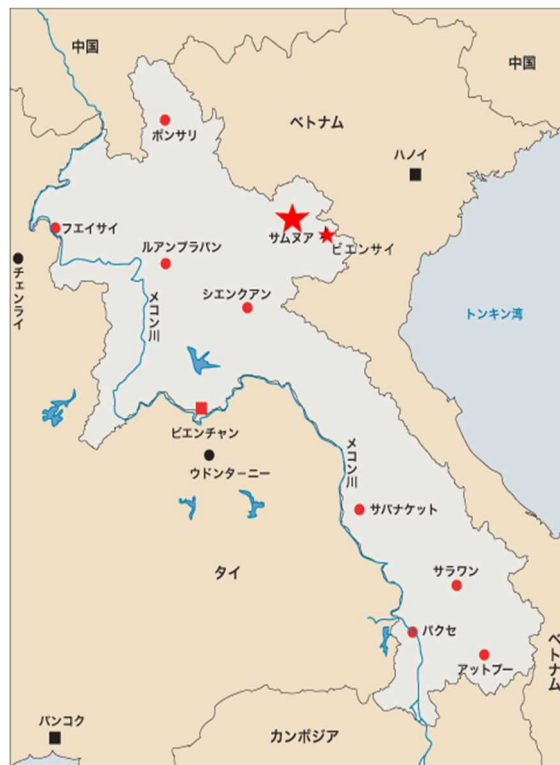 中国
中国
ポンサリ
ベトナム
ハノイ
フエイサイ
サムヌア
ビエンサイ
ルアンプラバン
チェンライ
シエンクアン
メコン川
トンキン湾
ビエンチャン
ウドンターニー
メコン川
サバナケット
タイ
サラワン
パクセ
アットプー
ベトナム
バンコク
カンボジア